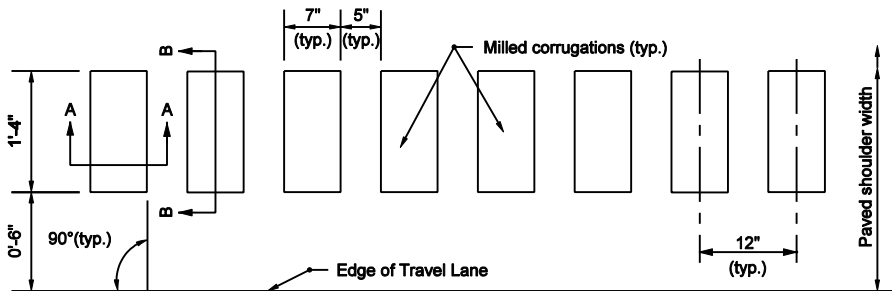 7" 5"
(typ.) (typ.)
B
Milled corrugations (typ.)
A A
1'-4"
Paved shoulder width
B
0'-6"
90°(typ.)
12"
(typ.)
Edge of Travel Lane